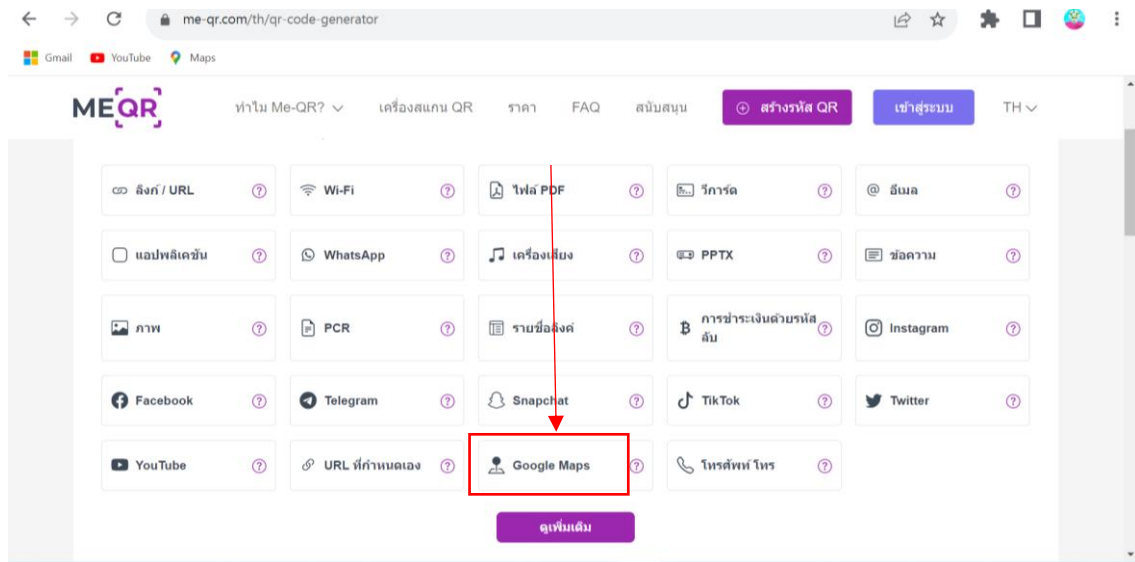 me-qr.com/th/qr-code-generator
Gmail YouTube Maps
MEQR ทำไม Me-QR? เครื่องสแกน QR ราคา FAQ สนับสนุน สร้างรหัส QR เข้าสู่ระบบ TH
ลิงก์ / URL Wi-Fi ไฟล์ PDF วีการ์ด อีเมล
แอปพลิเคชัน WhatsApp เครื่องเสียง PPTX ข้อความ
ภาพ PCR รายชื่อลิงค์ การชำระเงินด้วยรหัสลับ Instagram
Facebook Telegram Snapchat TikTok Twitter
YouTube URL ที่กำหนดเอง Google Maps โทรศัพท์ โทร
ดูเพิ่มเติม